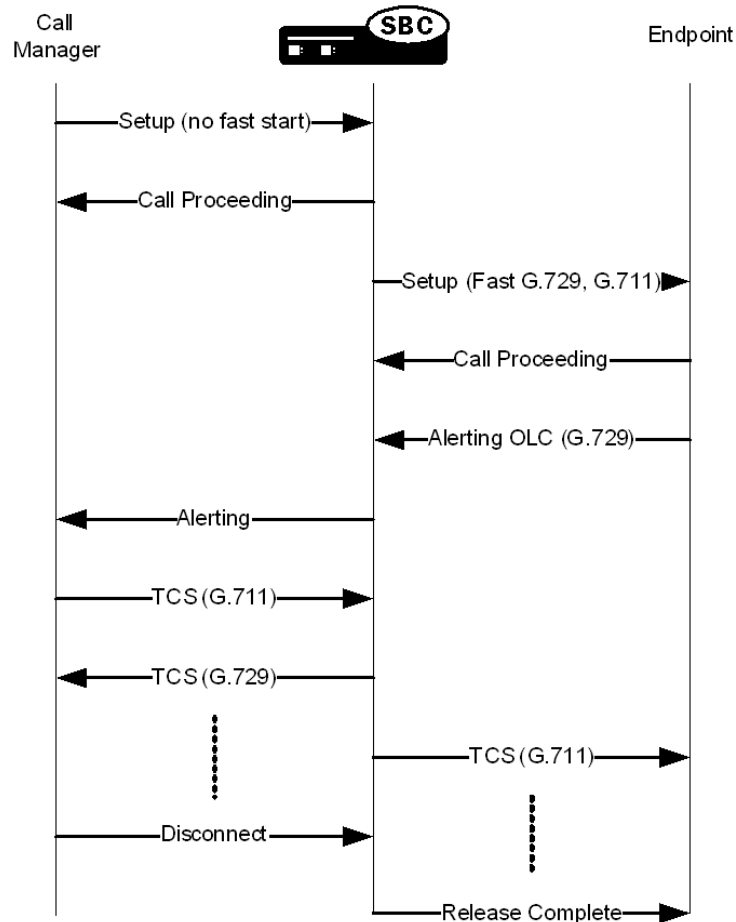 Call
Manager
SBC
Endpoint
Setup (no fast start)
Call Proceeding
Setup (Fast G.729, G.711)
Call Proceeding
Alerting OLC (G.729)
Alerting
TCS (G.711)
TCS (G.729)
TCS (G.711)
Disconnect
Release Complete